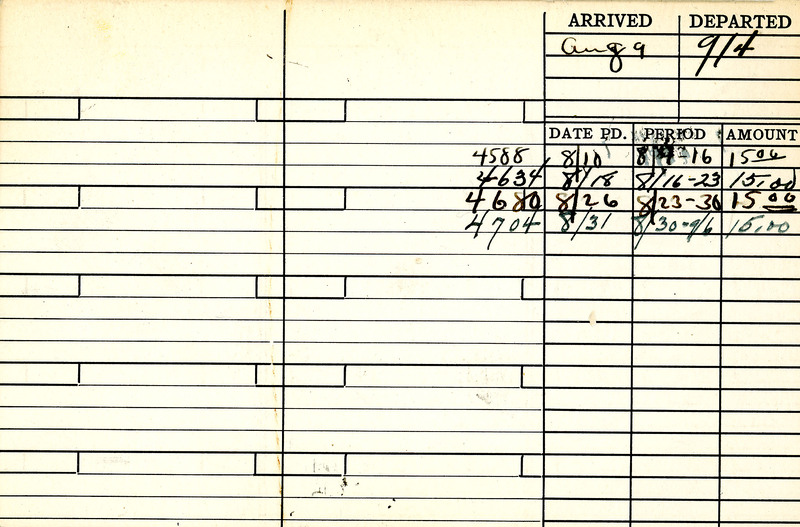 ARRIVED DEPARTED
Aug 9 9/4
DATE PD. PERIOD AMOUNT
4588 8/10 8/9-16 15.00
4634 8/18 8/16-23 15.00
4680 8/26 8/23-30 15.00
4704 8/31 8/30-9/6 15.00